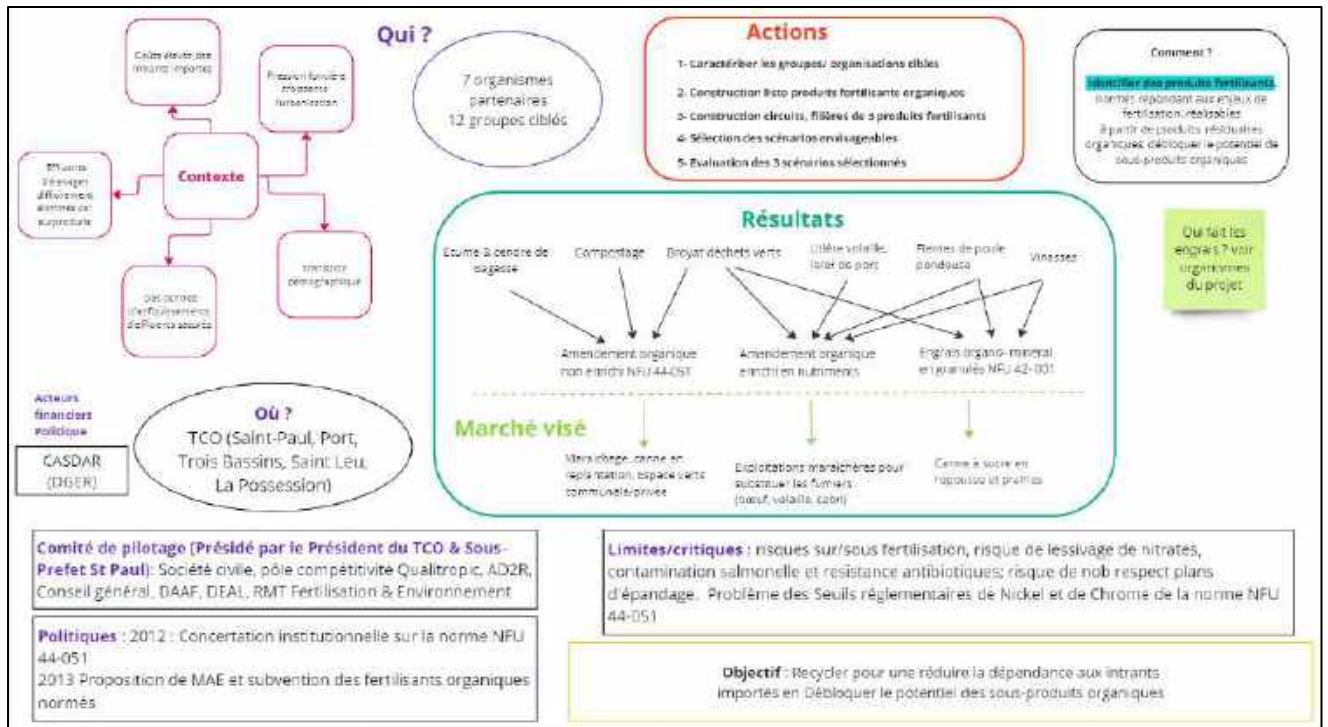 Coûts élevés des
intrants importés
Pression foncière
croissante
l'urbanisation
Contexte
d'élevages
difficilement
transition
démographique
d'effluents
Qui ?
7 organismes
partenaires
12 groupes ciblés
Actions
1- Caractériser les groupes/ organisations cibles
2- Construction liste produits fertilisants organiques
3- Construction circuits, filières de 3 produits fertilisants
4- Sélection des scénarios envisageables
5- Evaluation des 3 scénarios sélectionnés
Comment ?
Identifier des produits fertilisants
normés répondant aux enjeux de
fertilisation, réalisables
à partir de produits résiduaires
organiques, débloquer le potentiel de
sous-produits organiques
Qui fait les
engrais ? voir
organismes
du projet
Résultats
Ecume & cendre de
bagasse
Compostage
Broyat déchets verts
Litière volaille,
lisier de porc
Fientes de poule
pondeuse
Vinasses
Amendement organique
non enrichi NFU 44-051
Amendement organique
enrichi en nutriments
Engrais organo- minéral
en granulés NFU 42- 001
Marché visé
Maraichage, canne en
replantation, Espace verts
communale/privée
Exploitations maraichères pour
substituer les fumiers
(bœuf, volaille, cabri)
Canne à sucre en
repousse et prairies
Acteurs
financiers
Politique
CASDAR
(DGER)
Où ?
TCO (Saint-Paul, Port,
Trois Bassins, Saint Leu,
La Possession)
Comité de pilotage (Présidé par le Président du TCO & Sous-
Prefet St Paul): Société civile, pôle compétitivité Qualitropic, AD2R,
Conseil général, DAAF, DEAL, RMT Fertilisation & Environnement
Politiques : 2012 : Concertation institutionnelle sur la norme NFU
44-051
2013 Proposition de MAE et subvention des fertilisants organiques
normés
Limites/critiques : risques sur/sous fertilisation, risque de lessivage de nitrates,
contamination salmonelle et resistance antibiotiques; risque de nob respect plans
d'épandage. Problème des Seuils réglementaires de Nickel et de Chrome de la norme NFU
44-051
Objectif : Recycler pour une réduire la dépendance aux intrants
importés en Débloquer le potentiel des sous-produits organiques